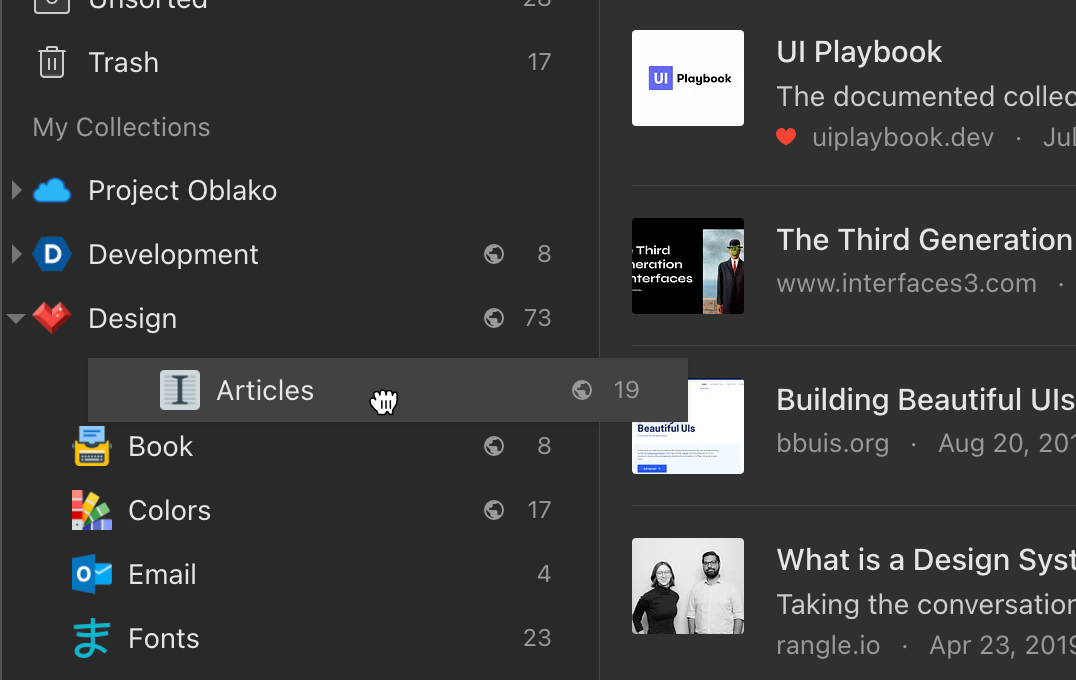 Unsorted 28
Trash 17
My Collections
Project Oblako
D Development 8
Design 73
Articles 19
Book 8
Colors 17
Email 4
Fonts 23
UI Playbook
UI Playbook
The documented collec
uiplaybook.dev · Jul
Third
neration
nterfaces
The Third Generation
www.interfaces3.com ·
Beautiful UIs
Building Beautiful UIs
bbuis.org · Aug 20, 201
What is a Design Syst
Taking the conversation
rangle.io · Apr 23, 2019